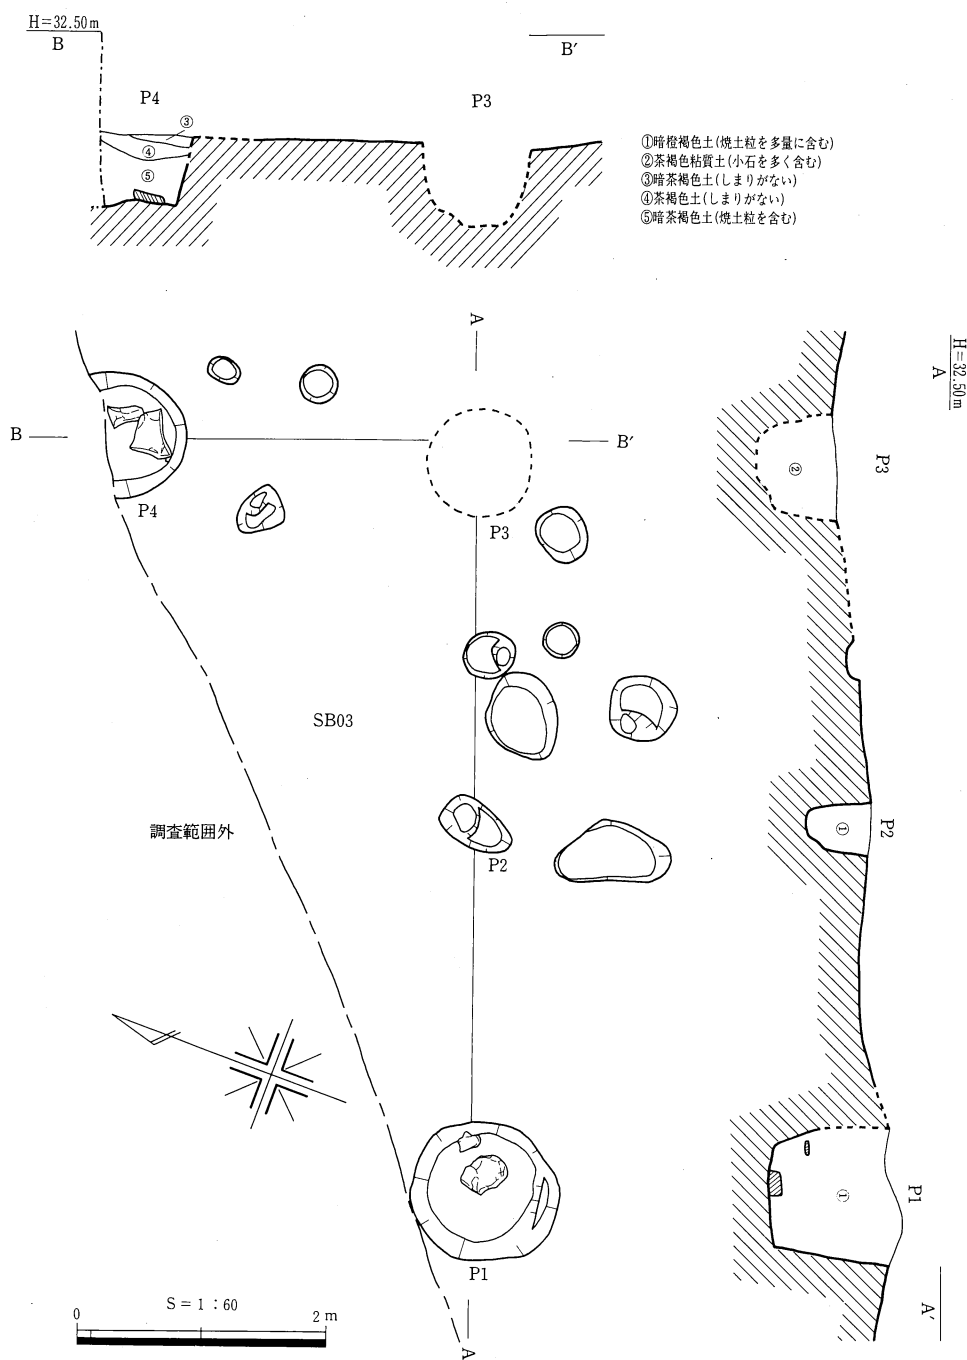 H=32.50m
B
B′
P4
P3
③
④
⑤
①暗橙褐色土(焼土粒を多量に含む)
②茶褐色粘質土(小石を多く含む)
③暗茶褐色土(しまりがない)
④茶褐色土(しまりがない)
⑤暗茶褐色土(焼土粒を含む)
A
H=32.50m
A
B
B′
P4
P3
P3
②
SB03
調査範囲外
P2
①
P2
P1
①
P1
A′
S=1:60
0
2m
A